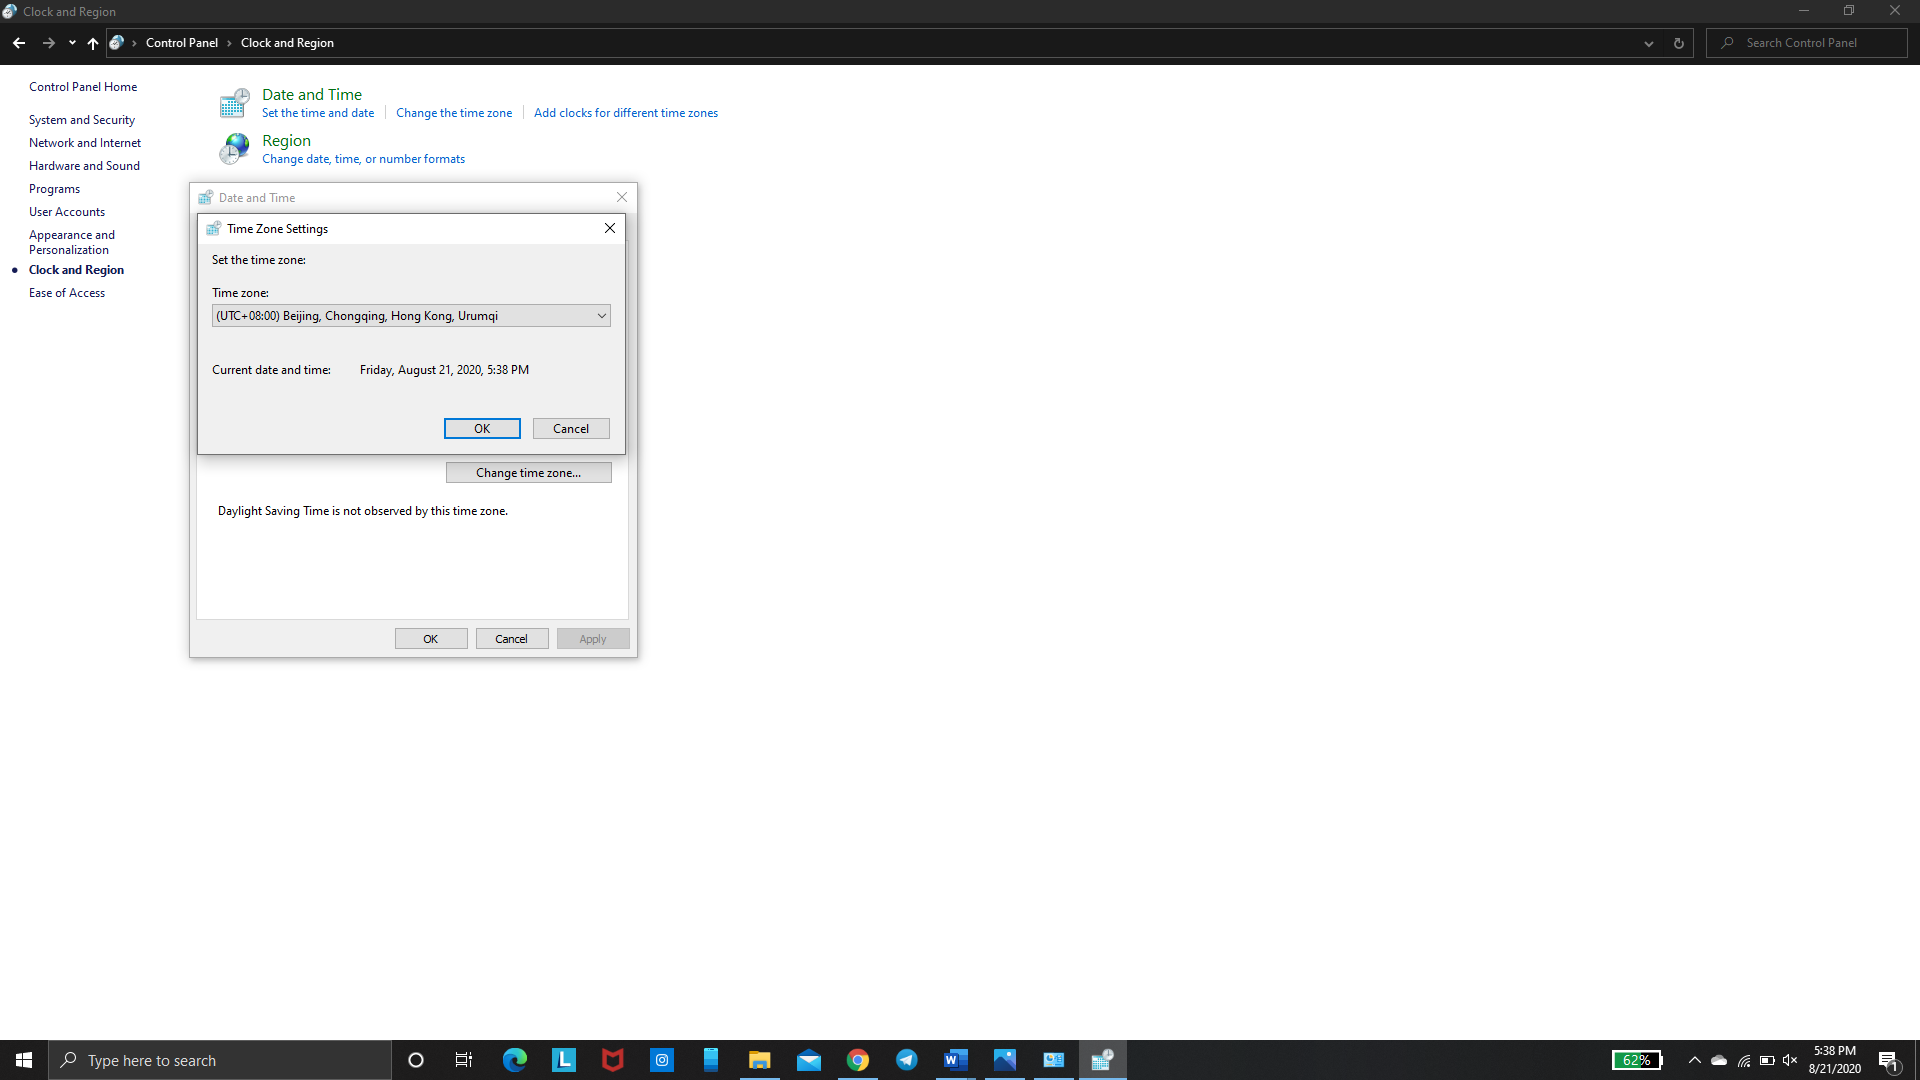 Clock and Region
Control Panel › Clock and Region
Search Control Panel
Control Panel Home
System and Security
Network and Internet
Hardware and Sound
Programs
User Accounts
Appearance and
Personalization
Clock and Region
Ease of Access
Date and Time
Set the time and date Change the time zone Add clocks for different time zones
Region
Change date, time, or number formats
Date and Time
Time Zone Settings
Set the time zone:
Time zone:
(UTC+08:00) Beijing, Chongqing, Hong Kong, Urumqi
Current date and time: Friday, August 21, 2020, 5:38 PM
OK Cancel
Change time zone...
Daylight Saving Time is not observed by this time zone.
OK Cancel Apply
Type here to search
L
W
62%
5:38 PM
8/21/2020
1